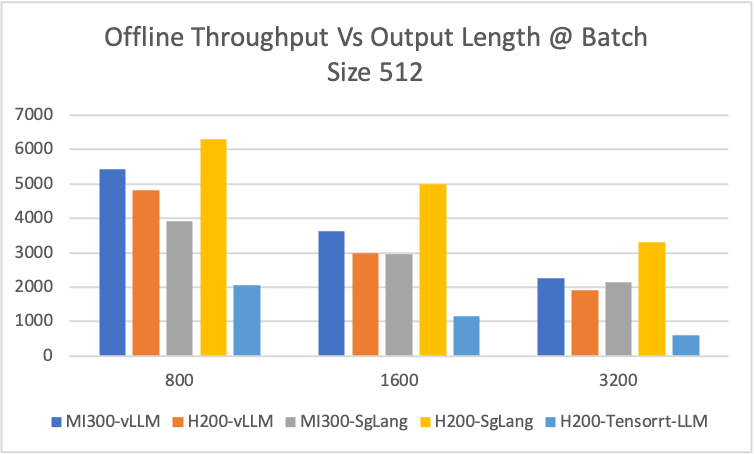 Offline Throughput Vs Output Length @ Batch
Size 512
7000
6000
5000
4000
3000
2000
1000
0
800 1600 3200
MI300-vLLM H200-vLLM MI300-SgLang H200-SgLang H200-Tensorrt-LLM